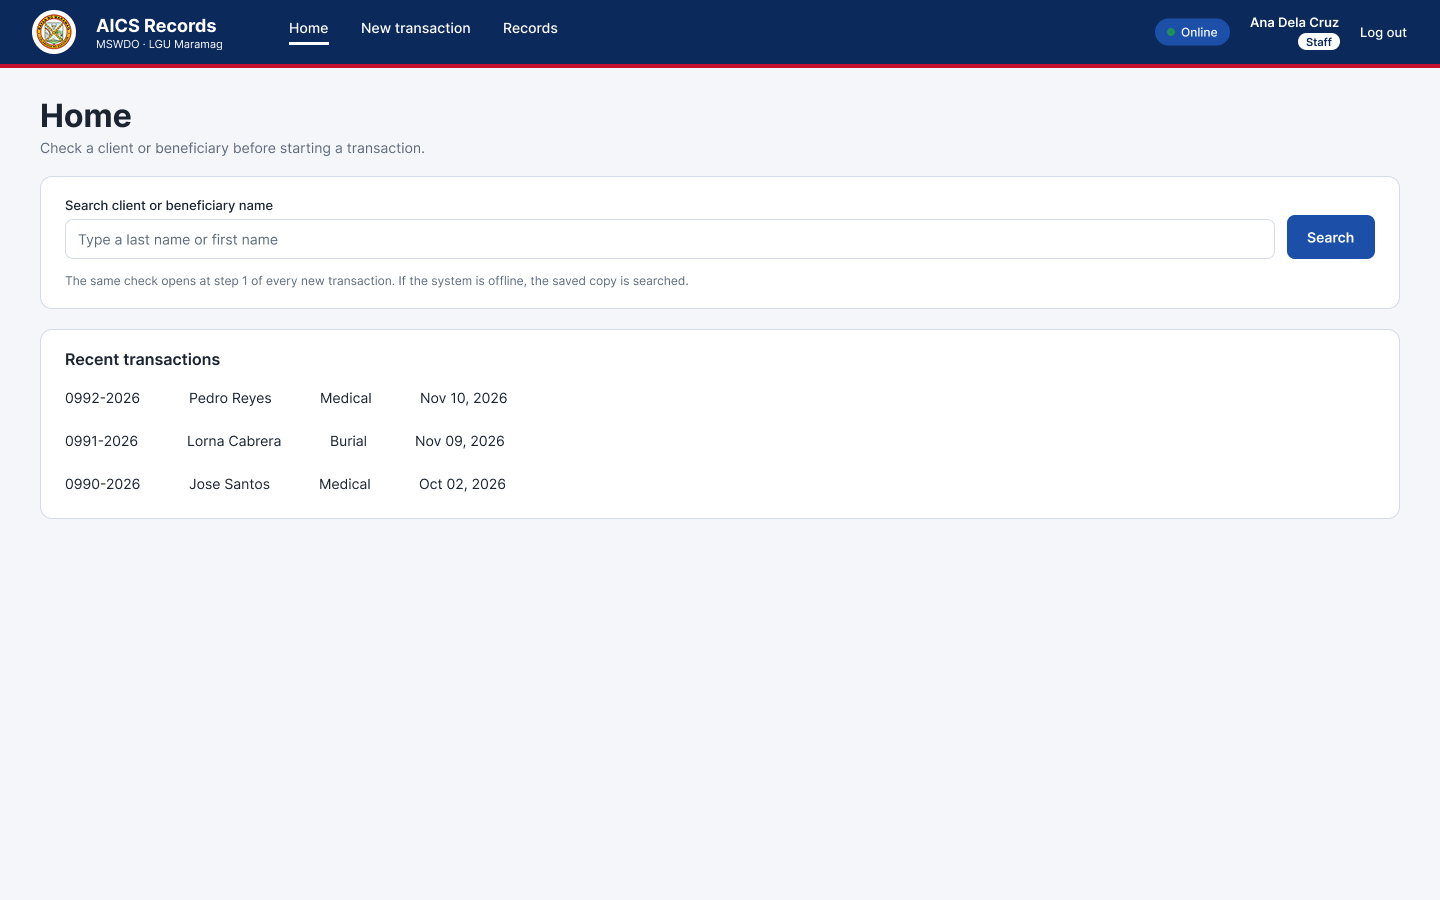 AICS Records
MSWDO · LGU Maramag
Home
New transaction
Records
Online
Ana Dela Cruz
Staff
Log out
Home
Check a client or beneficiary before starting a transaction.
Search client or beneficiary name
Type a last name or first name
Search
The same check opens at step 1 of every new transaction. If the system is offline, the saved copy is searched.
Recent transactions
0992-2026 Pedro Reyes Medical Nov 10, 2026
0991-2026 Lorna Cabrera Burial Nov 09, 2026
0990-2026 Jose Santos Medical Oct 02, 2026